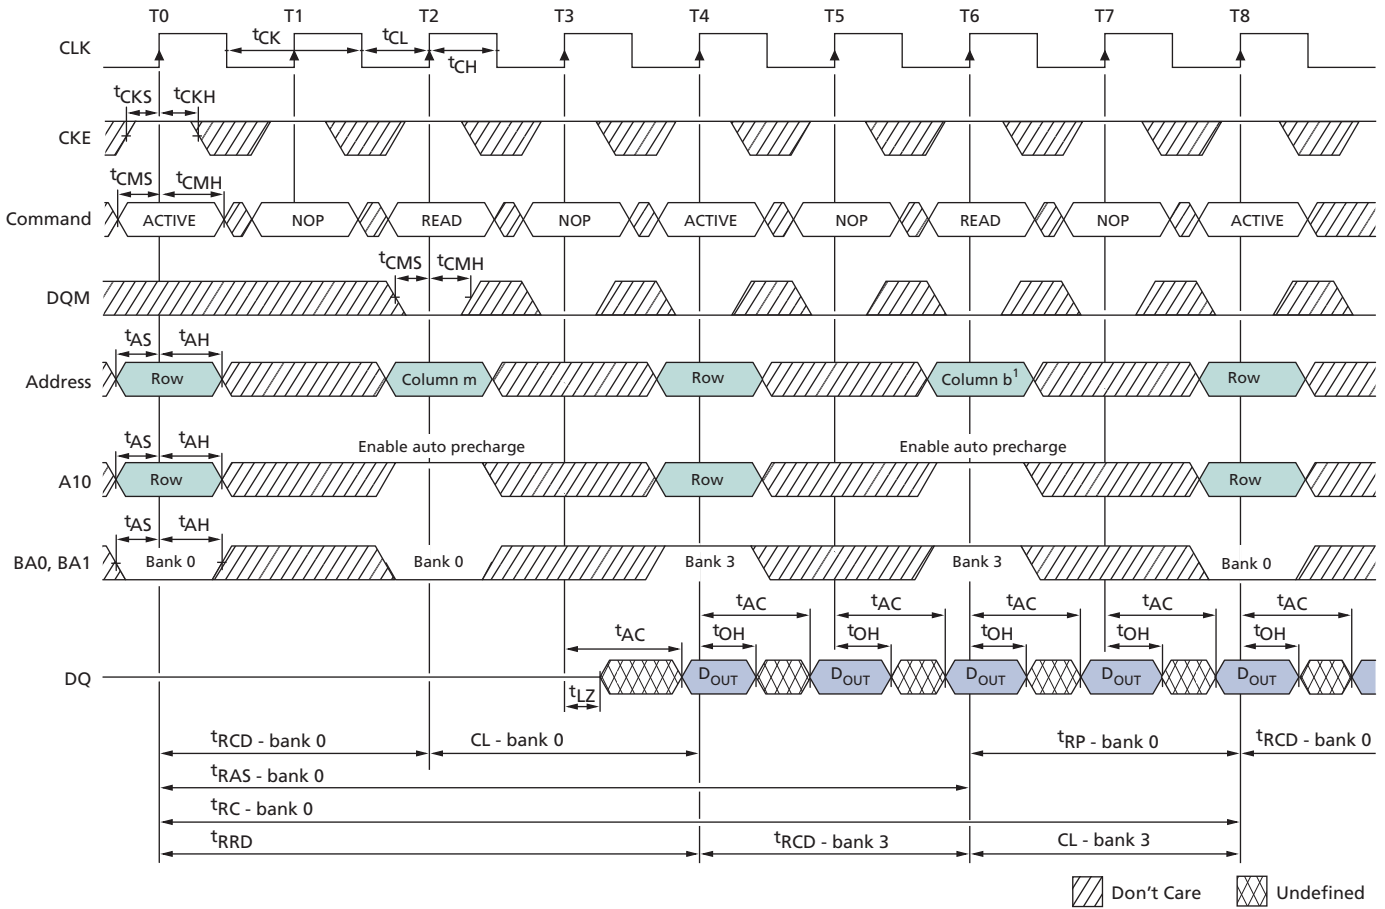 T0 T1 T2 T3 T4 T5 T6 T7 T8
CLK tCK tCL tCH
tCKS tCKH
CKE
tCMS tCMH
Command ACTIVE NOP READ NOP ACTIVE NOP READ NOP ACTIVE
tCMS tCMH
DQM
tAS tAH
Address Row Column m Row Column b1 Row
tAS tAH Enable auto precharge Enable auto precharge
A10 Row Row Row
tAS tAH
BA0, BA1 Bank 0 Bank 0 Bank 3 Bank 3 Bank 0
tAC tAC tAC tAC tAC
tAC tOH tOH tOH tOH tOH
DQ DOUT DOUT DOUT DOUT DOUT
tLZ
tRCD - bank 0 CL - bank 0 tRP - bank 0 tRCD - bank 0
tRAS - bank 0
tRC - bank 0
tRRD tRCD - bank 3 CL - bank 3
Don't Care Undefined